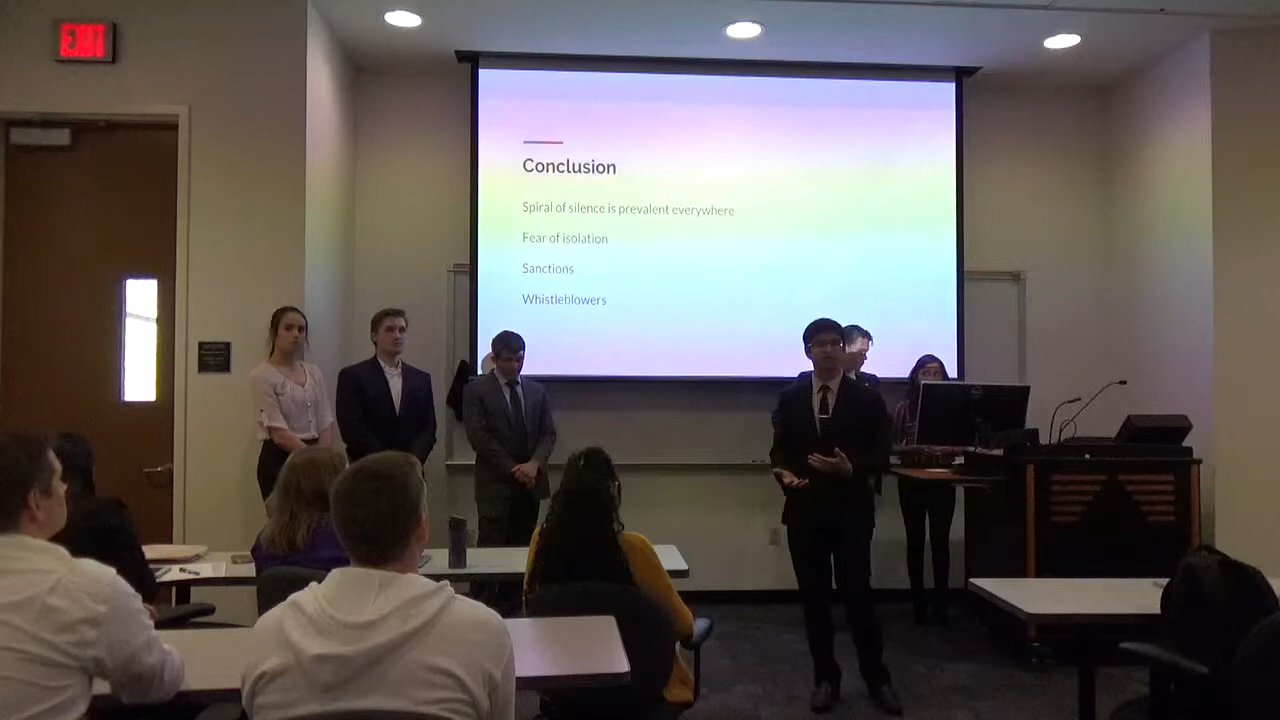 EXIT
Conclusion
Spiral of silence is prevalent everywhere
Fear of isolation
Sanctions
Whistleblowers